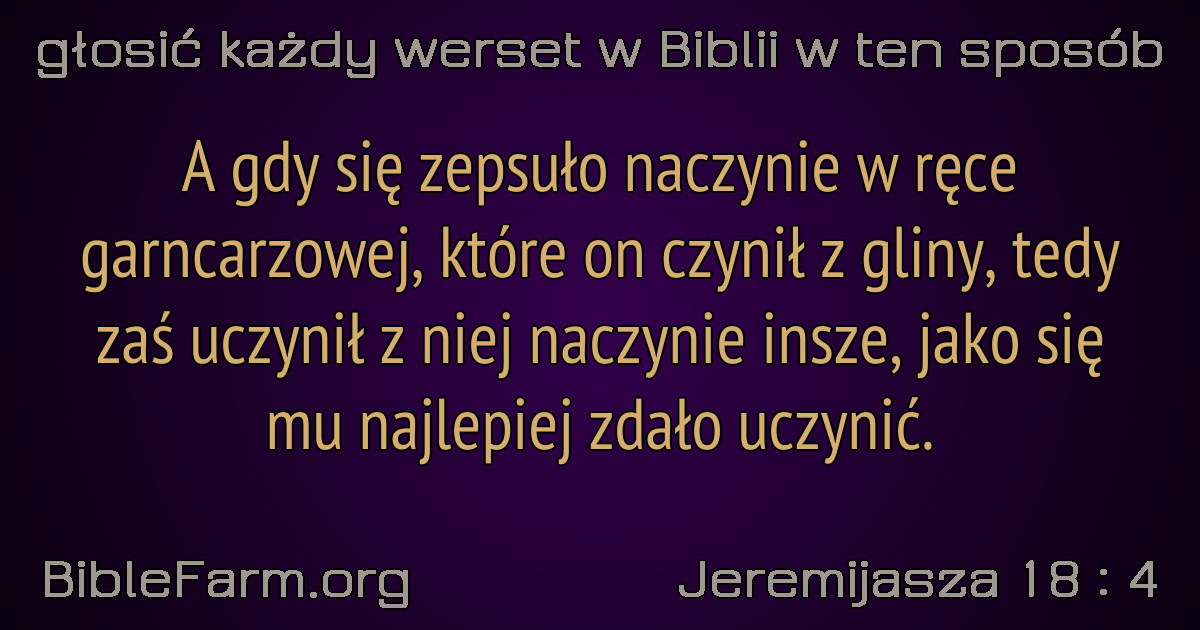 głosić każdy werset w Biblii w ten sposób
A gdy się zepsuło naczynie w ręce
garncarzowej, które on czynił z gliny, tedy
zaś uczynił z niej naczynie insze, jako się
mu najlepiej zdało uczynić.
BibleFarm.org
Jeremijasza 18 : 4